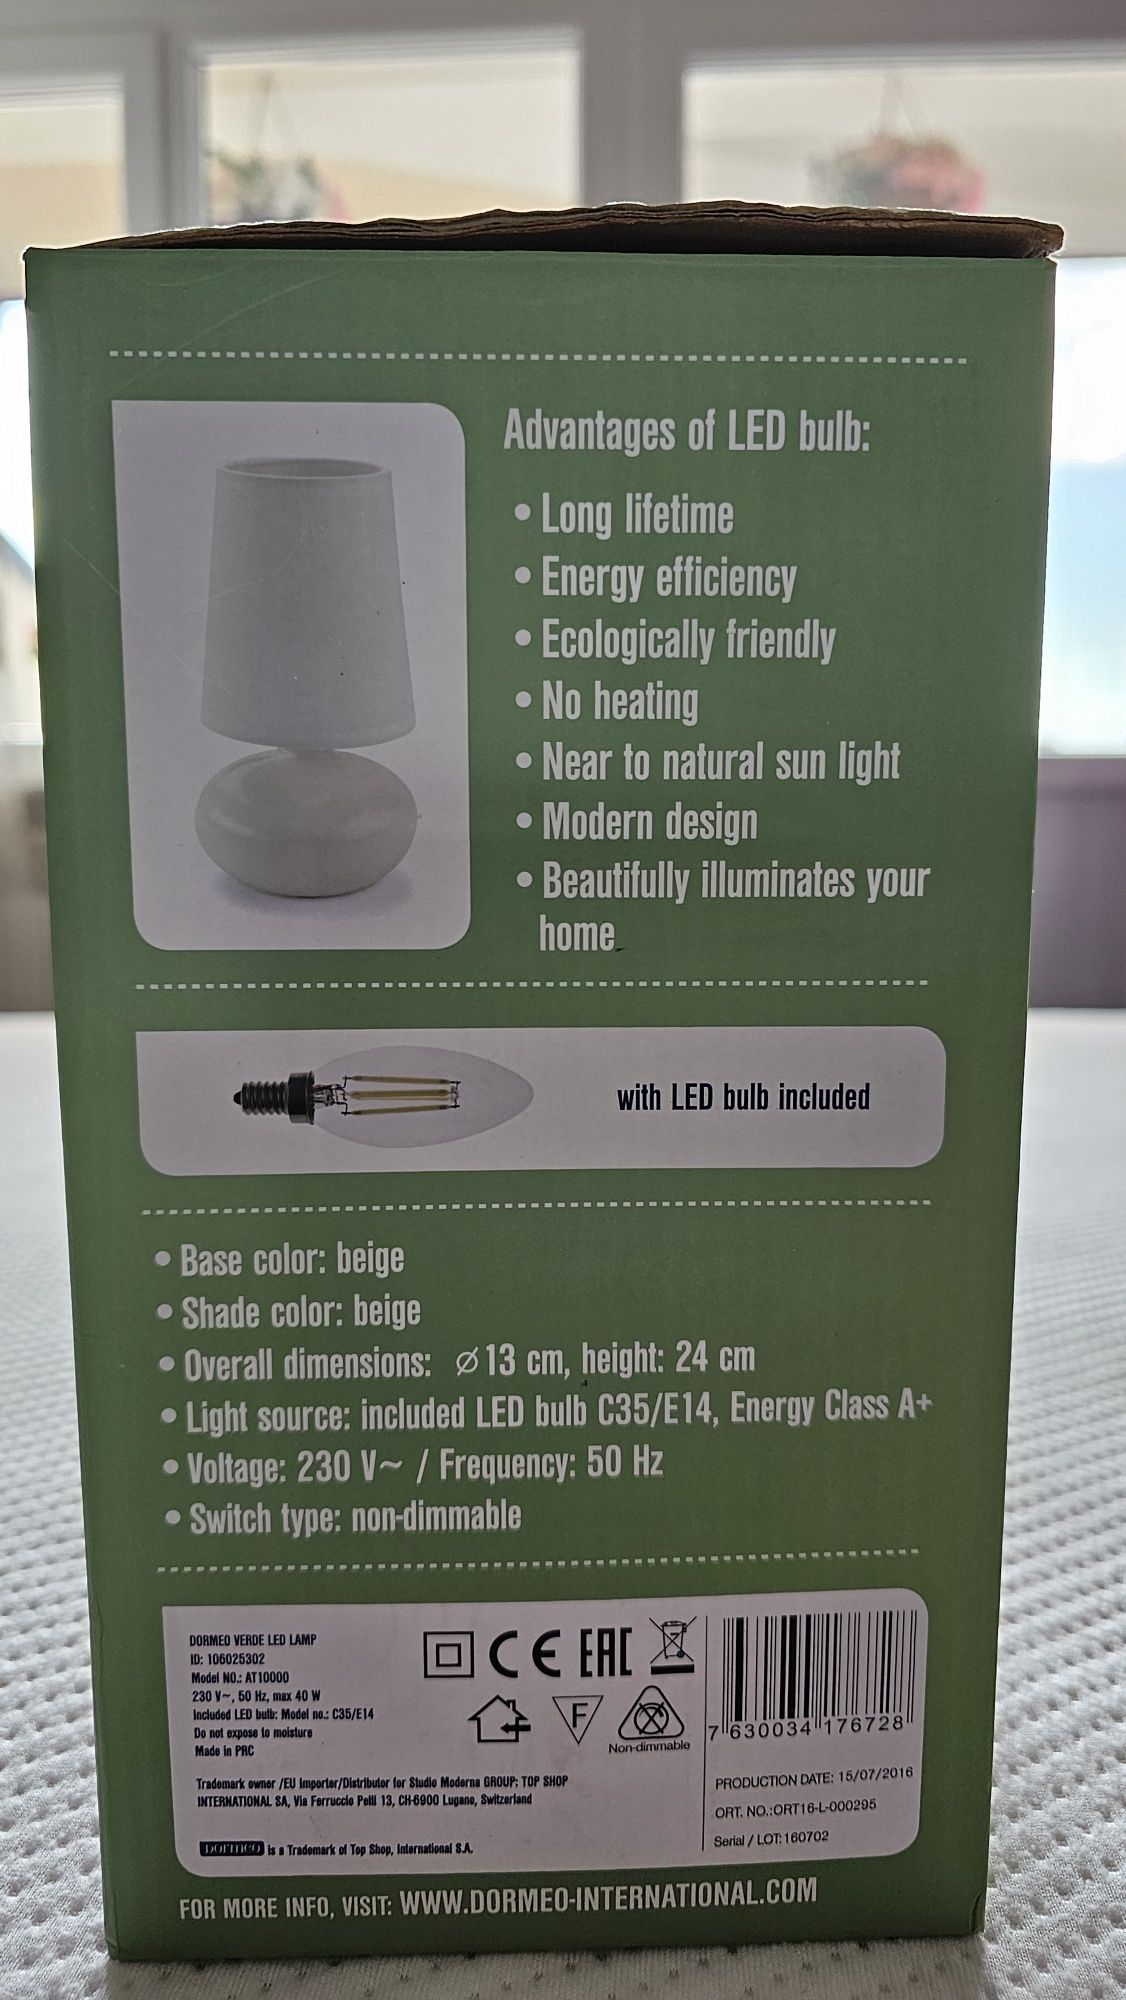 Advantages of LED bulb:
• Long lifetime
• Energy efficiency
• Ecologically friendly
• No heating
• Near to natural sun light
• Modern design
• Beautifully illuminates your
home
with LED bulb included
• Base color: beige
• Shade color: beige
• Overall dimensions: ⌀13 cm, height: 24 cm
• Light source: included LED bulb C35/E14, Energy Class A+
• Voltage: 230 V~ / Frequency: 50 Hz
• Switch type: non-dimmable
DORMEO VERDE LED LAMP
ID: 106025302
Model NO.: AT10000
230 V~, 50 Hz, max 40 W
Included LED bulb: Model no.: C35/E14
Do not expose to moisture
Made in PRC
Trademark owner /EU Importer/Distributor for Studio Moderna GROUP: TOP SHOP
INTERNATIONAL SA, Via Ferruccio Pelli 13, CH-6900 Lugano, Switzerland
DORMEO is a Trademark of Top Shop, International S.A.
CE EAC
F
Non-dimmable
7 630034 176728
PRODUCTION DATE: 15/07/2016
ORT. NO.:ORT16-L-000295
Serial / LOT: 160702
FOR MORE INFO, VISIT: WWW.DORMEO-INTERNATIONAL.COM